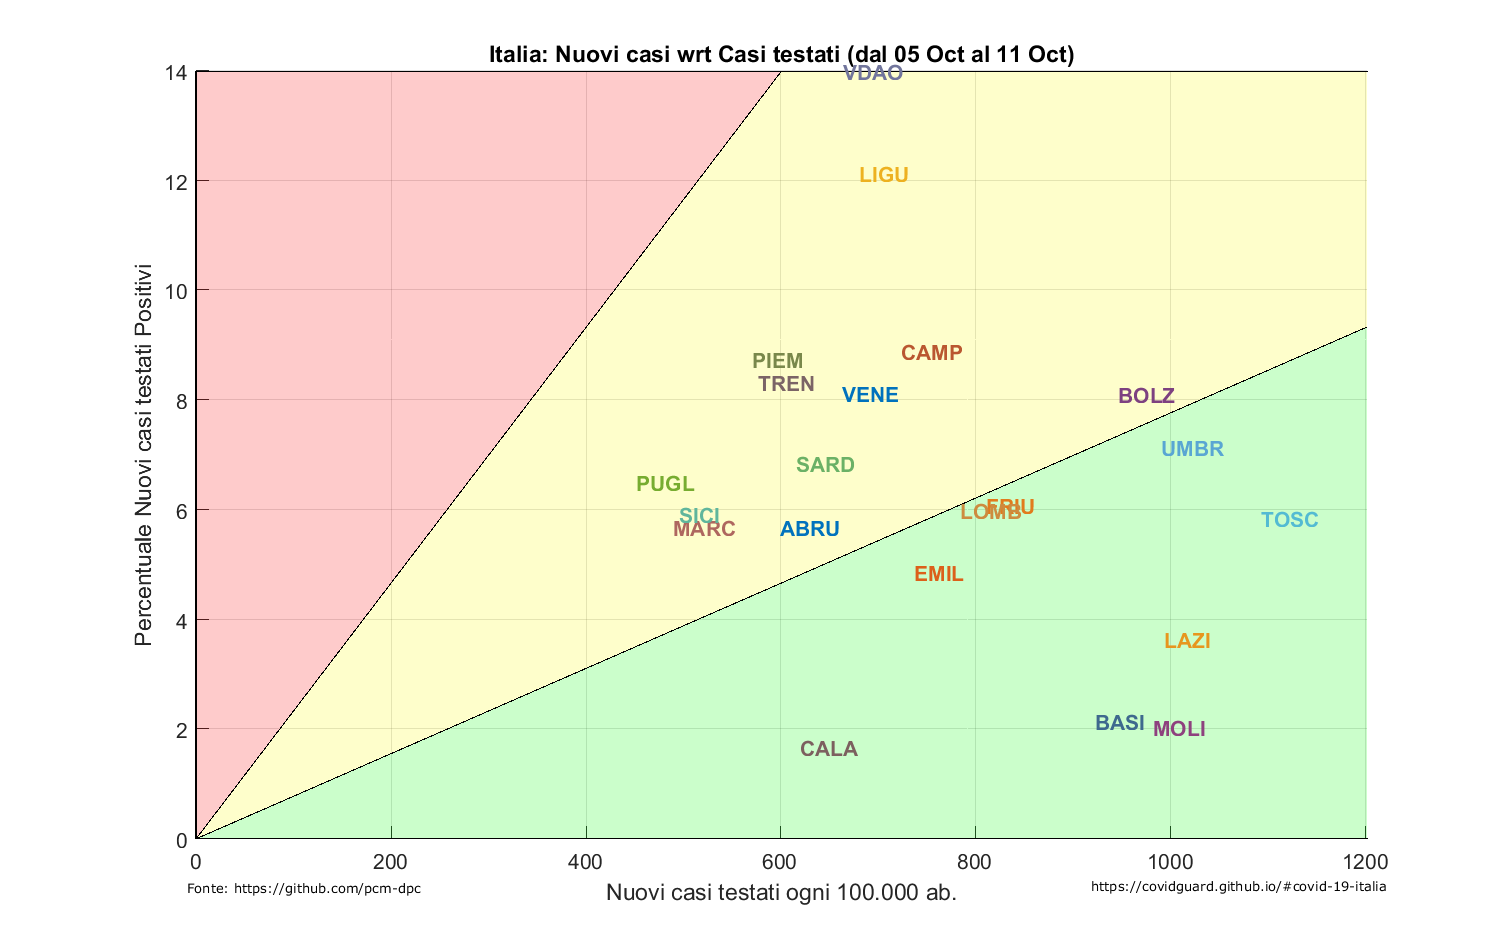 Italia: Nuovi casi wrt Casi testati (dal 05 Oct al 11 Oct)
14
VDAO
12
LIGU
10
PIEM
CAMP
TREN
8
VENE
BOLZ
UMBR
SARD
PUGL
6
SICI
FRIU
LOMB
TOSC
MARC
ABRU
EMIL
4
LAZI
2
BASI
MOLI
CALA
0
Percentuale Nuovi casi testati Positivi
0 200 400 600 800 1000 1200
Nuovi casi testati ogni 100.000 ab.
Fonte: https://github.com/pcm-dpc
https://covidguard.github.io/#covid-19-italia